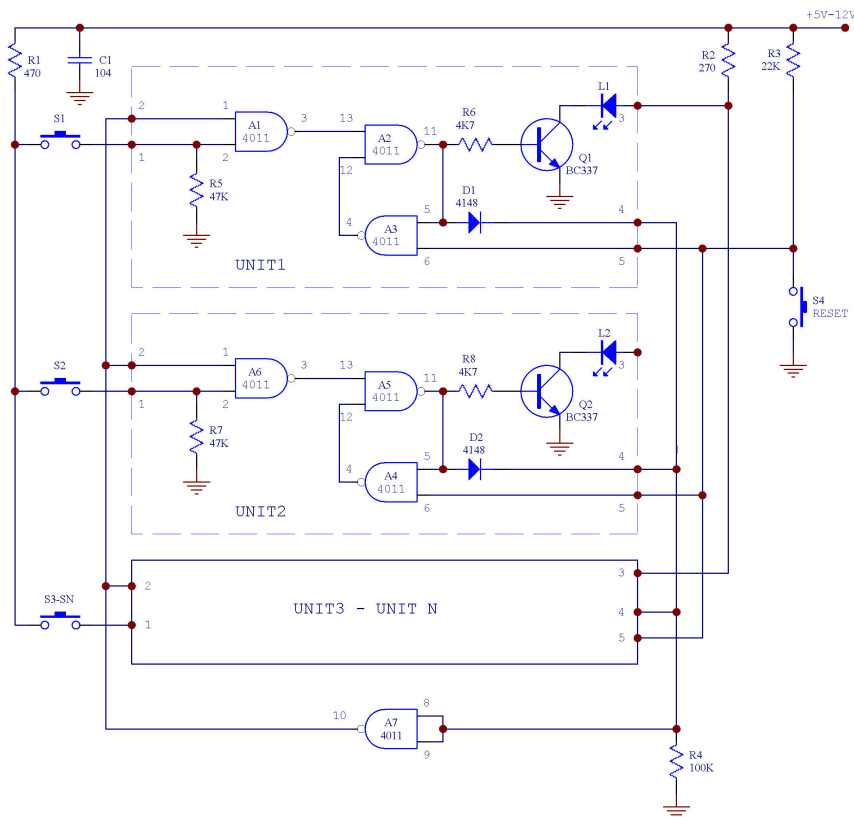 +5V-12V
R1
470
C1
104
R2
270
R3
22K
S1
2
1
1
2
A1
4011
3
R5
47K
13
12
A2
4011
11
R6
4K7
L1
3
Q1
BC337
D1
4148
4
A3
4011
5
6
4
5
UNIT1
S4
RESET
S2
2
1
1
2
A6
4011
3
R7
47K
13
12
A5
4011
11
R8
4K7
L2
3
Q2
BC337
D2
4148
4
A4
4011
5
6
4
5
1
UNIT2
S3-SN
2
1
UNIT3 - UNIT N
3
4
5
10
A7
4011
8
9
R4
100K